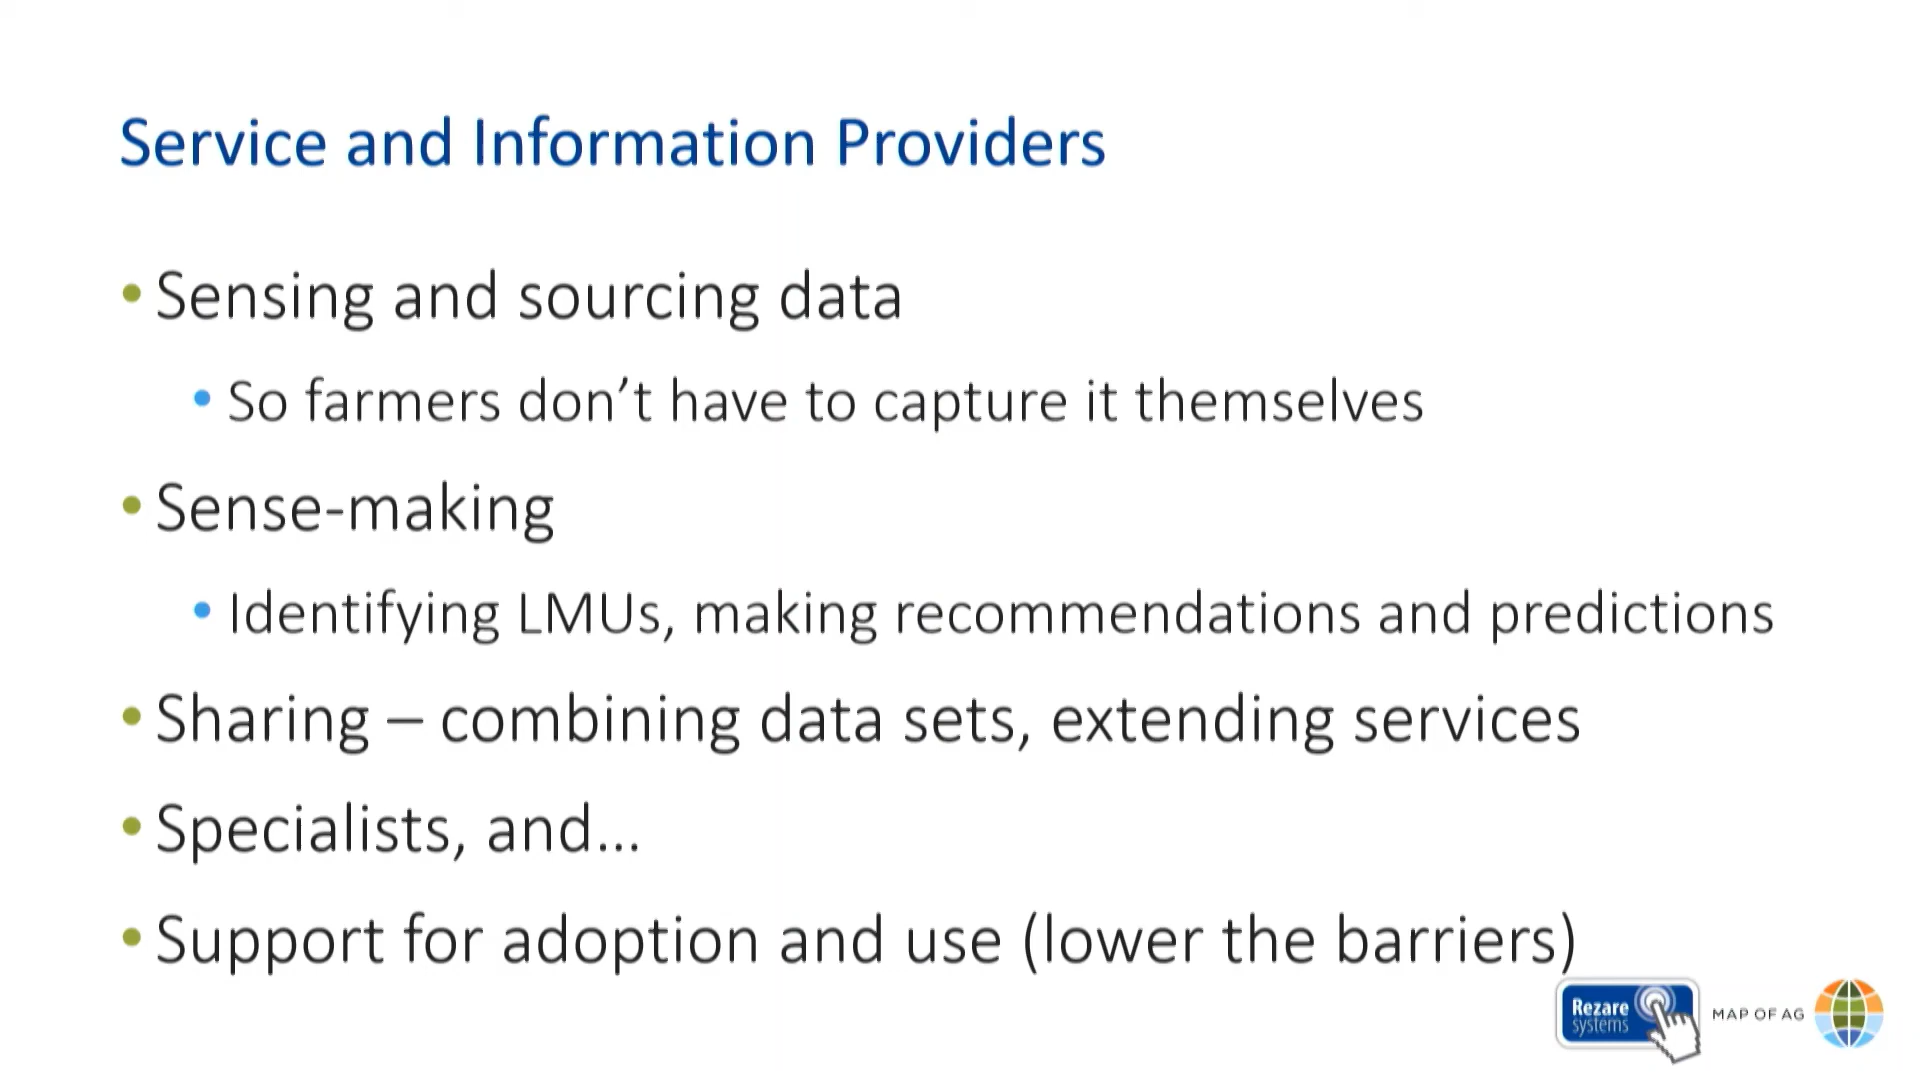 Service and Information Providers
• Sensing and sourcing data
• So farmers don’t have to capture it themselves
• Sense-making
• Identifying LMUs, making recommendations and predictions
• Sharing – combining data sets, extending services
• Specialists, and...
• Support for adoption and use (lower the barriers)
Rezare
systems
MAP OF AG